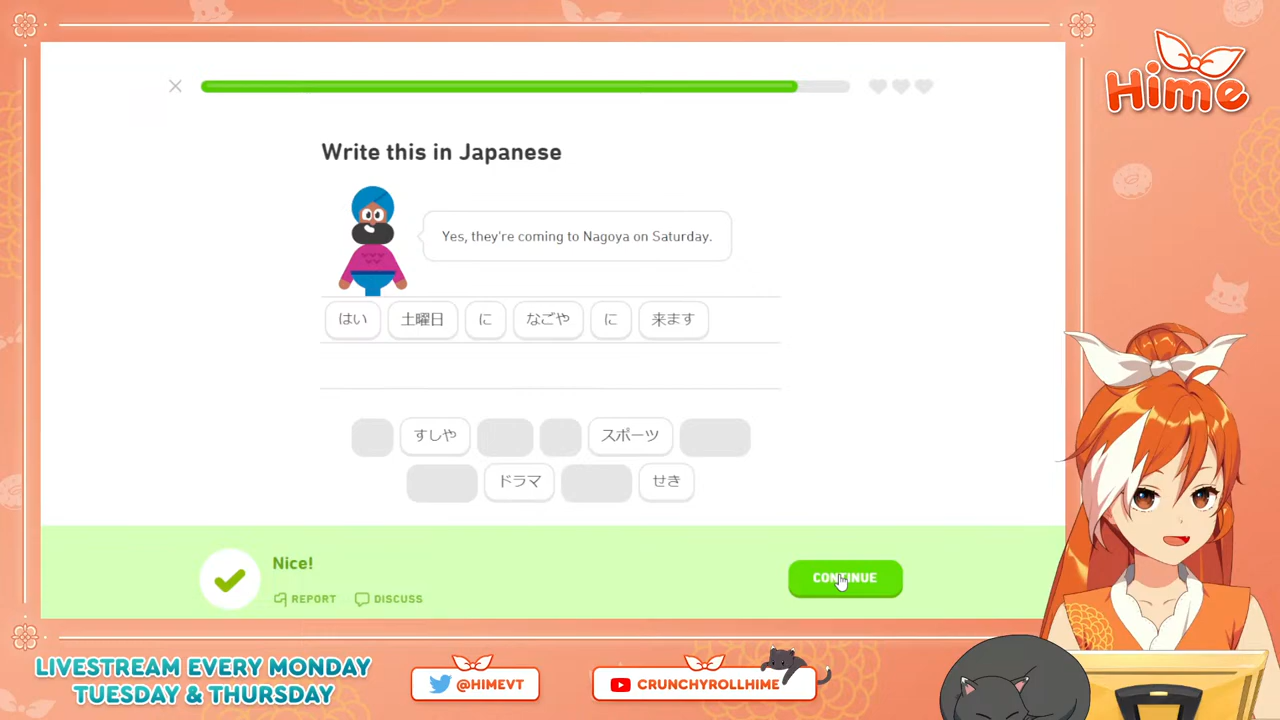 Hime
Write this in Japanese
Yes, they're coming to Nagoya on Saturday.
はい 土曜日 に なごや に 来ます
すしや スポーツ
ドラマ せき
Nice!
CONTINUE
REPORT DISCUSS
LIVESTREAM EVERY MONDAY
TUESDAY & THURSDAY
@HIMEVT
CRUNCHYROLLHIME